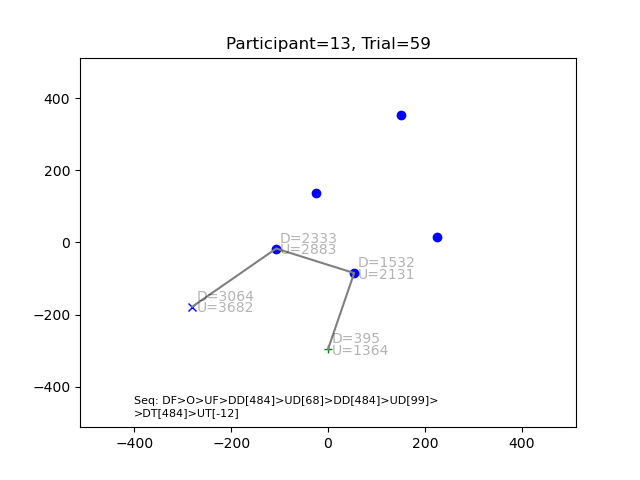 Participant=13, Trial=59
400
200
0
−200
−400
D=2333
U=2883
D=1532
U=2131
D=3064
U=3682
D=395
U=1364
Seq: DF>O>UF>DD[484]>UD[68]>DD[484]>UD[99]>
>DT[484]>UT[-12]
−400
−200
0
200
400